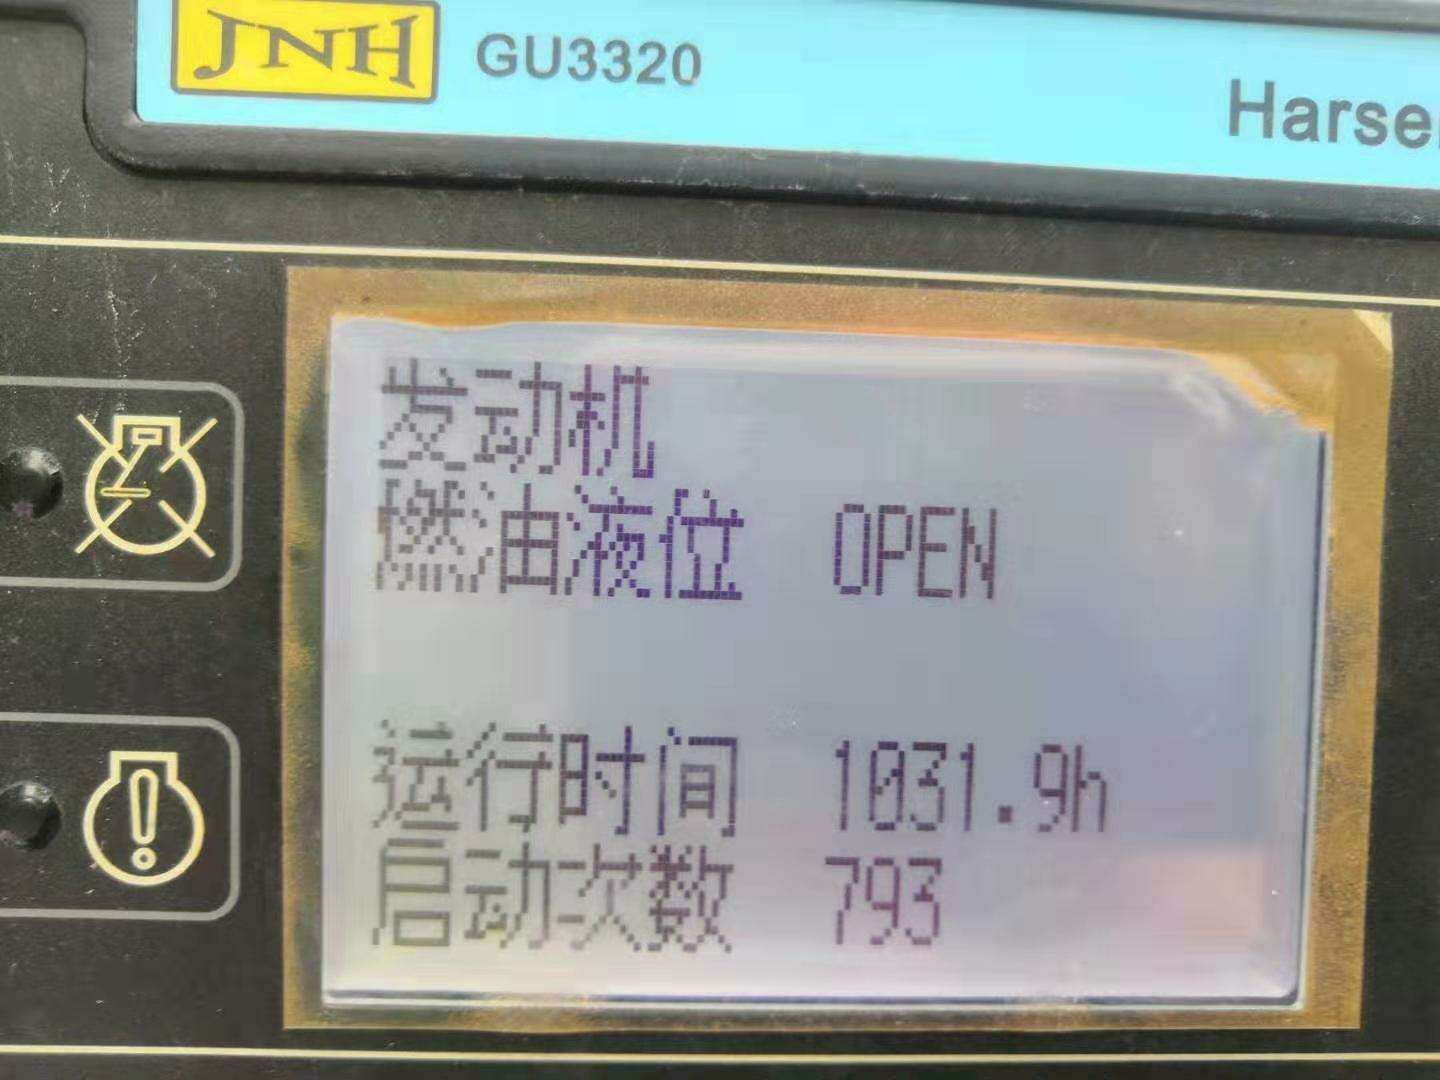 JNH GU3320
Harsen
发动机
燃油液位 OPEN
运行时间 1031.9h
启动次数 793